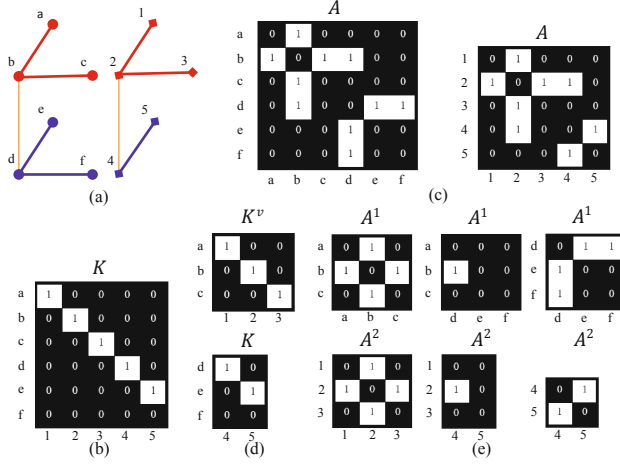 a
b
c
e
d
f
1
2
3
5
4
(a)
A
a 0 1 0 0 0 0
b 1 0 1 1 0 0
c 0 1 0 0 0 0
d 0 1 0 0 1 1
e 0 0 0 1 0 0
f 0 0 0 1 0 0
a b c d e f
A
1 0 1 0 0 0
2 1 0 1 1 0
3 0 1 0 0 0
4 0 1 0 0 1
5 0 0 0 1 0
1 2 3 4 5
(c)
K
a 1 0 0 0 0
b 0 1 0 0 0
c 0 0 1 0 0
d 0 0 0 1 0
e 0 0 0 0 1
f 0 0 0 0 0
1 2 3 4 5
(b)
K^v
a 1 0 0
b 0 1 0
c 0 0 1
1 2 3
K
d 1 0
e 0 1
f 0 0
4 5
(d)
A^1
a 0 1 0
b 1 0 1
c 0 1 0
a b c
A^1
a 0 0 0
b 1 0 0
c 0 0 0
d e f
A^1
d 0 1 1
e 1 0 0
f 1 0 0
d e f
A^2
1 0 1 0
2 1 0 1
3 0 1 0
1 2 3
A^2
1 0 0
2 1 0
3 0 0
4 5
A^2
4 0 1
5 1 0
4 5
(e)